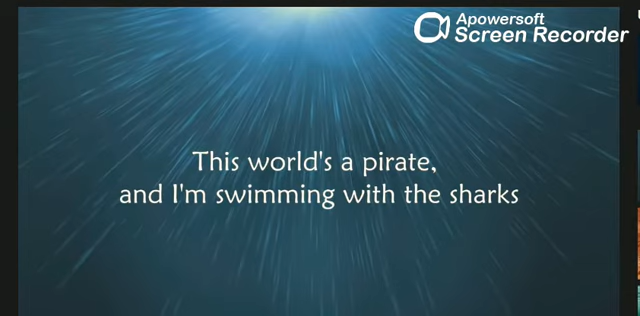 Apowersoft
Screen Recorder
This world's a pirate,
and I'm swimming with the sharks